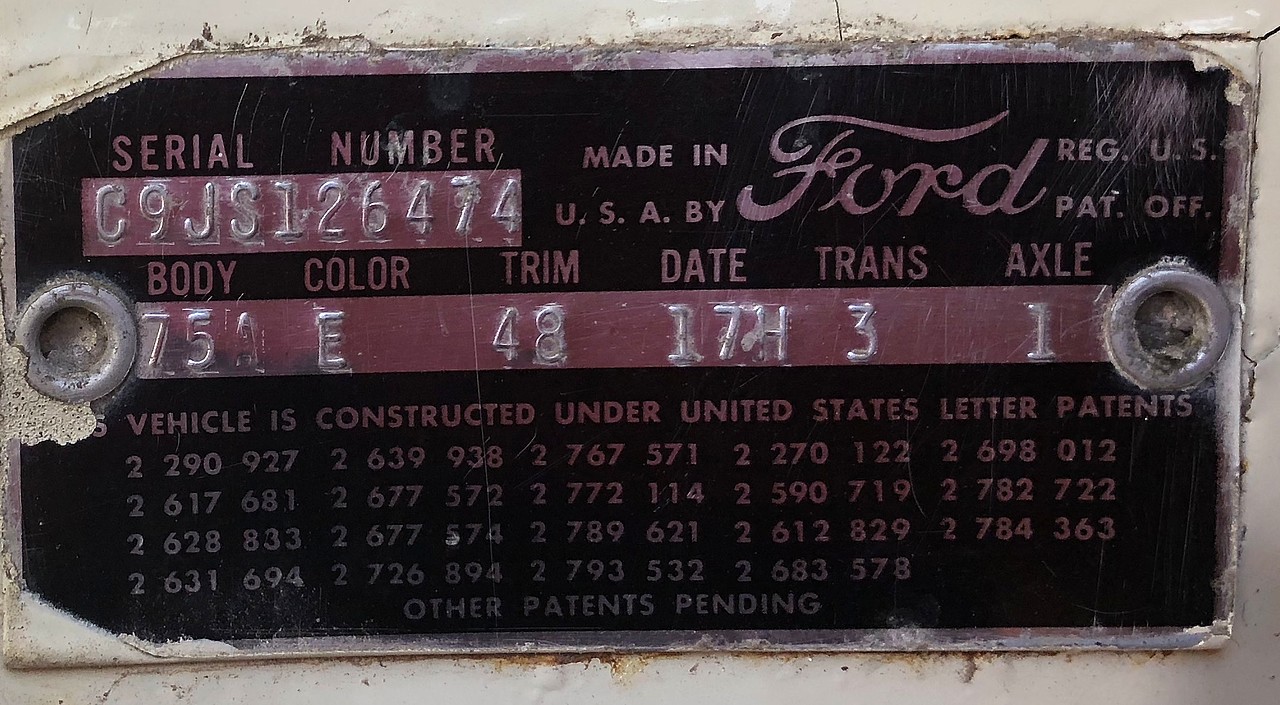 SERIAL NUMBER
C9JS126474
MADE IN
U. S. A. BY
Ford
REG. U. S.
PAT. OFF.
BODY COLOR TRIM DATE TRANS AXLE
75A E 48 17H 3 1
S VEHICLE IS CONSTRUCTED UNDER UNITED STATES LETTER PATENTS
2 290 927 2 639 938 2 767 571 2 270 122 2 698 012
2 617 681 2 677 572 2 772 114 2 590 719 2 782 722
2 628 833 2 677 574 2 789 621 2 612 829 2 784 363
2 631 694 2 726 894 2 793 532 2 683 578
OTHER PATENTS PENDING